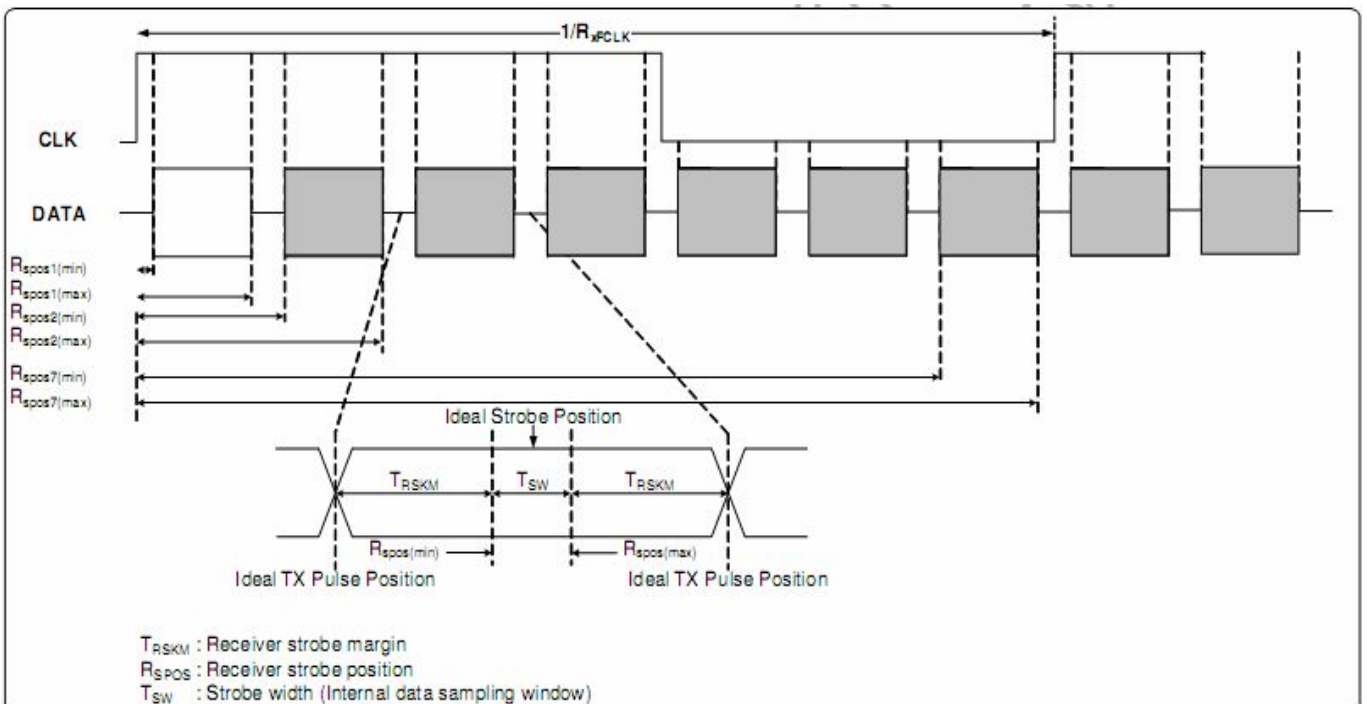 1/RxFCLK
CLK
DATA
Rspos1(min)
Rspos1(max)
Rspos2(min)
Rspos2(max)
Rspos7(min)
Rspos7(max)
Ideal Strobe Position
TRSKM TSW TRSKM
Rspos(min) Rspos(max)
Ideal TX Pulse Position Ideal TX Pulse Position
TRSKM : Receiver strobe margin
RSPOS : Receiver strobe position
TSW : Strobe width (Internal data sampling window)